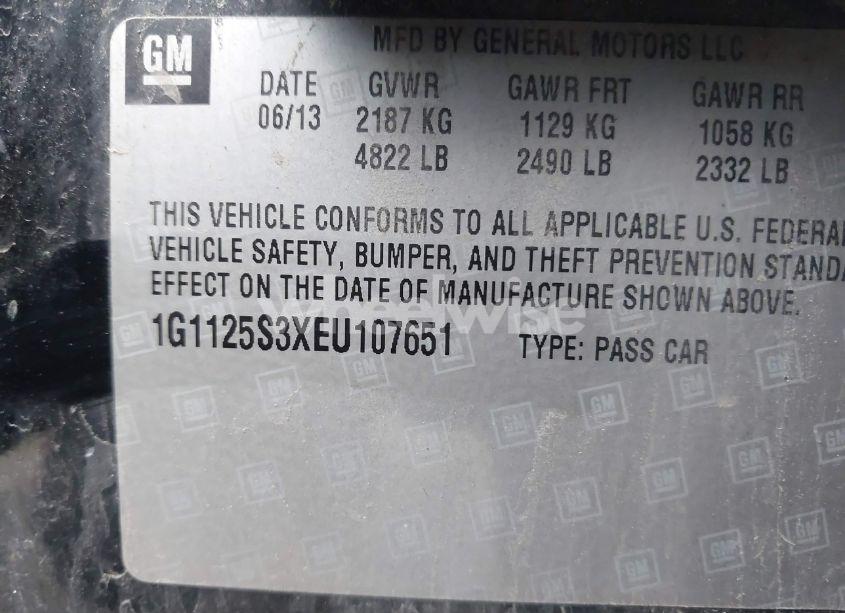 GM
MFD BY GENERAL MOTORS LLC
DATE GVWR GAWR FRT GAWR RR
06/13 2187 KG 1129 KG 1058 KG
4822 LB 2490 LB 2332 LB
THIS VEHICLE CONFORMS TO ALL APPLICABLE U.S. FEDERAL
VEHICLE SAFETY, BUMPER, AND THEFT PREVENTION STANDA
EFFECT ON THE DATE OF MANUFACTURE SHOWN ABOVE.
Wheelwise
1G1125S3XEU107651 TYPE: PASS CAR